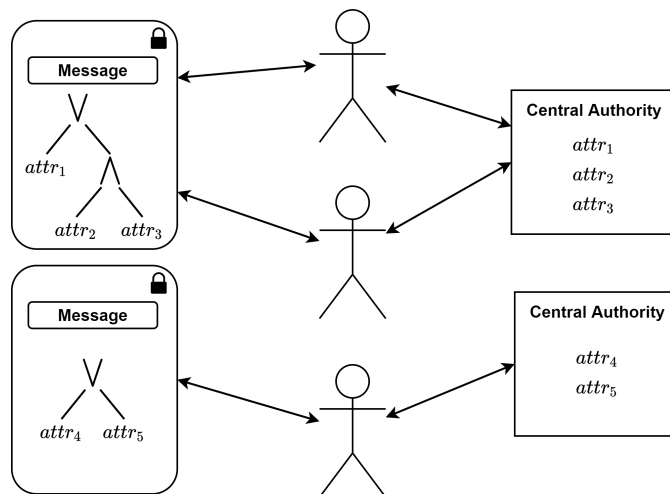 Message
⋁
attr₁
⋀
attr₂ attr₃
Central Authority
attr₁
attr₂
attr₃
Message
⋁
attr₄ attr₅
Central Authority
attr₄
attr₅